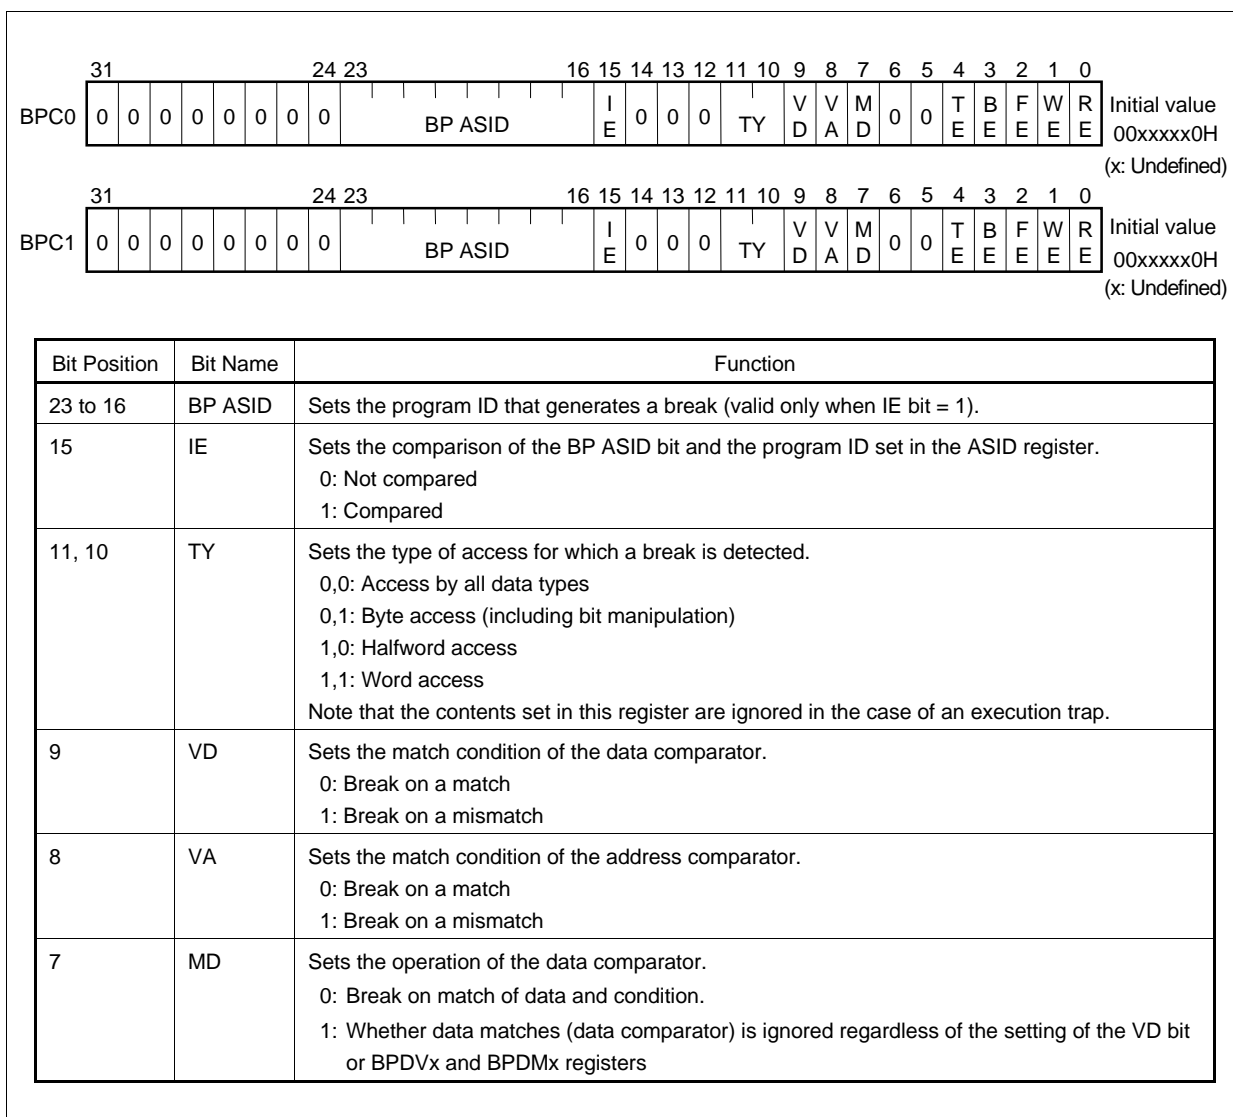 31 24 23 16 15 14 13 12 11 10 9 8 7 6 5 4 3 2 1 0
BPC0 0 0 0 0 0 0 0 0 BP ASID IE 0 0 0 TY VD VA MD 0 0 TE BE FE WE RE Initial value
00xxxxx0H
(x: Undefined)
31 24 23 16 15 14 13 12 11 10 9 8 7 6 5 4 3 2 1 0
BPC1 0 0 0 0 0 0 0 0 BP ASID IE 0 0 0 TY VD VA MD 0 0 TE BE FE WE RE Initial value
00xxxxx0H
(x: Undefined)
Bit Position Bit Name Function
23 to 16 BP ASID Sets the program ID that generates a break (valid only when IE bit = 1).
15 IE Sets the comparison of the BP ASID bit and the program ID set in the ASID register.
0: Not compared
1: Compared
11, 10 TY Sets the type of access for which a break is detected.
0,0: Access by all data types
0,1: Byte access (including bit manipulation)
1,0: Halfword access
1,1: Word access
Note that the contents set in this register are ignored in the case of an execution trap.
9 VD Sets the match condition of the data comparator.
0: Break on a match
1: Break on a mismatch
8 VA Sets the match condition of the address comparator.
0: Break on a match
1: Break on a mismatch
7 MD Sets the operation of the data comparator.
0: Break on match of data and condition.
1: Whether data matches (data comparator) is ignored regardless of the setting of the VD bit
or BPDVx and BPDMx registers